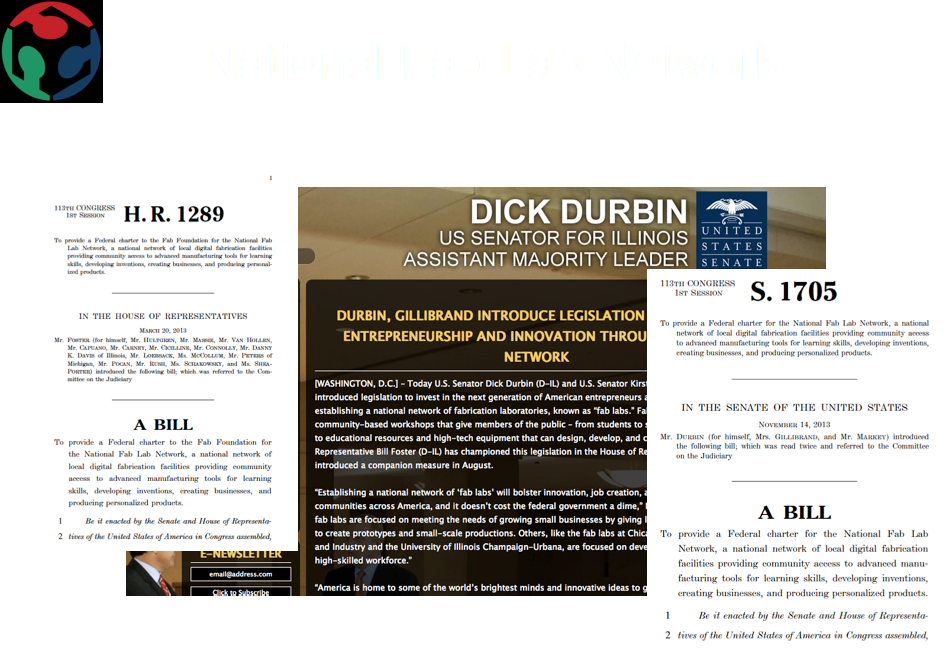 1
113TH CONGRESS
1ST SESSION
H. R. 1289
To provide a Federal charter to the Fab Foundation for the National Fab
Lab Network, a national network of local digital fabrication facilities
providing community access to advanced manufacturing tools for learning
skills, developing inventions, creating businesses, and producing personal-
ized products.
IN THE HOUSE OF REPRESENTATIVES
MARCH 20, 2013
Mr. FOSTER (for himself, Mr. HULTGREN, Mr. MASSIE, Mr. VAN HOLLEN,
Mr. CAPUANO, Mr. CARNEY, Mr. CICILLINE, Mr. CONNOLLY, Mr. DANNY
K. DAVIS of Illinois, Mr. LOEBSACK, Ms. MCCOLLUM, Mr. PETERS of
Michigan, Mr. POCAN, Mr. RUSH, Ms. SCHAKOWSKY, and Ms. SHEA-
PORTER) introduced the following bill; which was referred to the Com-
mittee on the Judiciary
A BILL
To provide a Federal charter to the Fab Foundation for
the National Fab Lab Network, a national network of
local digital fabrication facilities providing community
access to advanced manufacturing tools for learning
skills, developing inventions, creating businesses, and
producing personalized products.
1 Be it enacted by the Senate and House of Representa-
2 tives of the United States of America in Congress assembled,
DICK DURBIN
US SENATOR FOR ILLINOIS
ASSISTANT MAJORITY LEADER
UNITED
STATES
SENATE
DURBIN, GILLIBRAND INTRODUCE LEGISLATION
ENTREPRENEURSHIP AND INNOVATION THROU
NETWORK
[WASHINGTON, D.C.] – Today U.S. Senator Dick Durbin (D-IL) and U.S. Senator Kirst
introduced legislation to invest in the next generation of American entrepreneurs a
establishing a national network of fabrication laboratories, known as "fab labs." Fa
community-based workshops that give members of the public – from students to s
to educational resources and high-tech equipment that can design, develop, and c
Representative Bill Foster (D-IL) has championed this legislation in the House of Re
introduced a companion measure in August.
"Establishing a national network of 'fab labs' will bolster innovation, job creation, a
communities across America, and it doesn't cost the federal government a dime,"
fab labs are focused on meeting the needs of growing small businesses by giving
to create prototypes and small-scale productions. Others, like the fab labs at Chica
and Industry and the University of Illinois Champaign-Urbana, are focused on deve
high-skilled workforce."
"America is home to some of the world's brightest minds and innovative ideas to g
E-NEWSLETTER
email@address.com
Click to Subscribe
113TH CONGRESS
1ST SESSION
S. 1705
To provide a Federal charter for the National Fab Lab Network, a national
network of local digital fabrication facilities providing community access
to advanced manufacturing tools for learning skills, developing inventions,
creating businesses, and producing personalized products.
IN THE SENATE OF THE UNITED STATES
NOVEMBER 14, 2013
Mr. DURBIN (for himself, Mrs. GILLIBRAND, and Mr. MARKEY) introduced
the following bill; which was read twice and referred to the Committee
on the Judiciary
A BILL
To provide a Federal charter for the National Fab Lab
Network, a national network of local digital fabrication
facilities providing community access to advanced manu-
facturing tools for learning skills, developing inventions,
creating businesses, and producing personalized products.
1 Be it enacted by the Senate and House of Representa-
2 tives of the United States of America in Congress assembled,